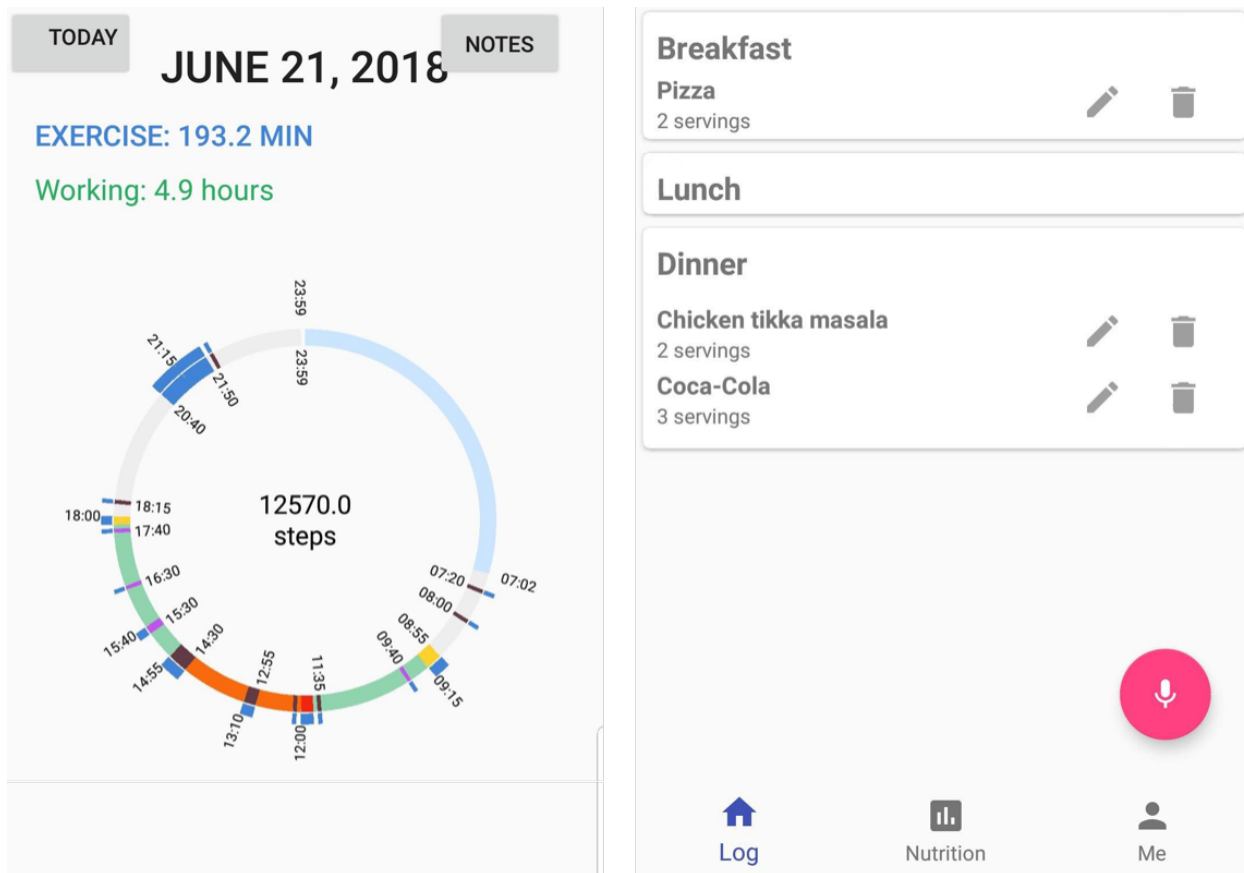 TODAY
NOTES
JUNE 21, 2018
EXERCISE: 193.2 MIN
Working: 4.9 hours
23:59
23:59
21:15
21:50
20:40
18:15
18:00
17:40
16:30
15:30
15:40
14:30
14:55
12:55
13:10
11:35
12:00
09:40
08:55
09:15
08:00
07:20
07:02
12570.0
steps
Breakfast
Pizza
2 servings
Lunch
Dinner
Chicken tikka masala
2 servings
Coca-Cola
3 servings
Log
Nutrition
Me